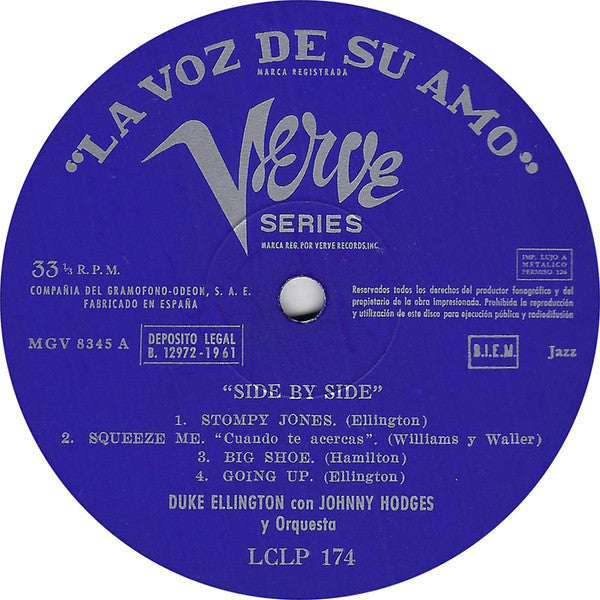 "LA VOZ DE SU AMO"
MARCA REGISTRADA
Verve
SERIES
MARCA REG. POR VERVE RECORDS, INC.
33 1/3 R.P.M.
COMPAÑIA DEL GRAMOFONO-ODEON, S. A. E.
FABRICADO EN ESPAÑA
IMP. LUJO A
METALICO
PERMISO 126
Reservados todos los derechos del productor fonográfico y del
propietario de la obra impresionada. Prohibida la reproducción
y utilización de este disco para ejecución pública y radiodifusión
MGV 8345 A
DEPOSITO LEGAL
B. 12972-1961
B.I.E.M.
Jazz
"SIDE BY SIDE"
1. STOMPY JONES. (Ellington)
2. SQUEEZE ME. "Cuando te acercas". (Williams y Waller)
3. BIG SHOE. (Hamilton)
4. GOING UP. (Ellington)
DUKE ELLINGTON con JOHNNY HODGES
y Orquesta
LCLP 174